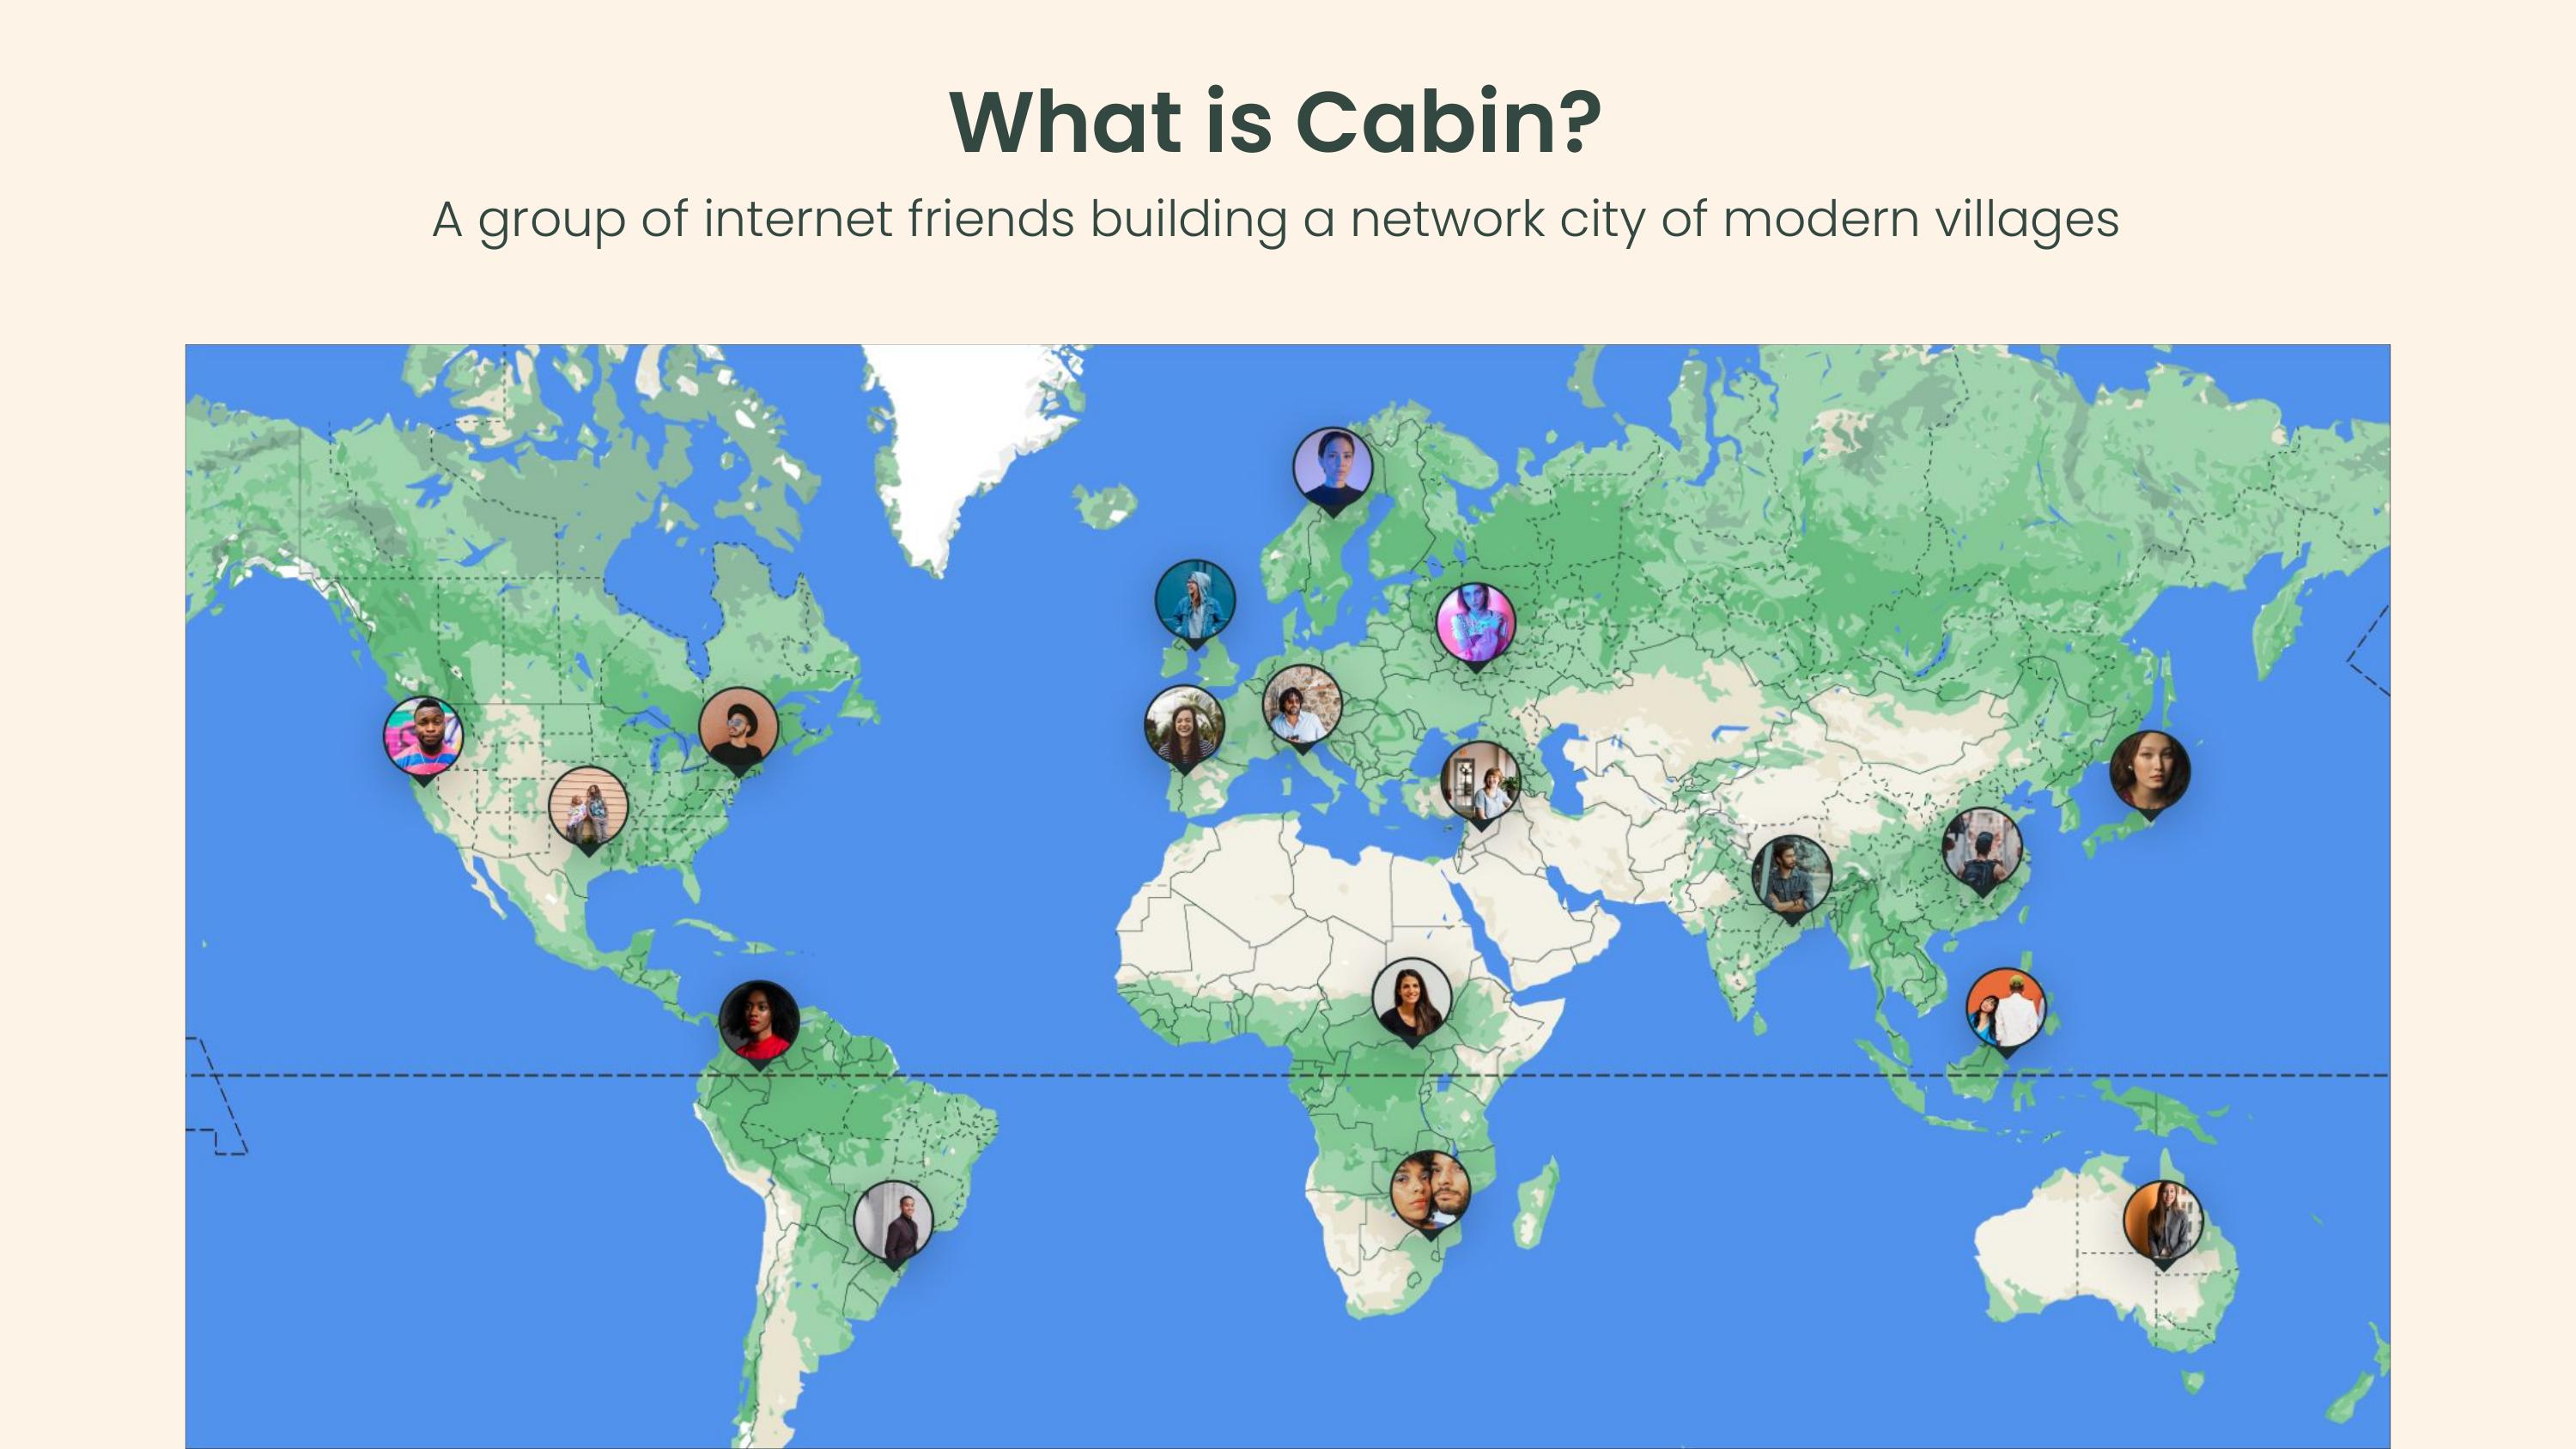 What is Cabin?
A group of internet friends building a network city of modern villages